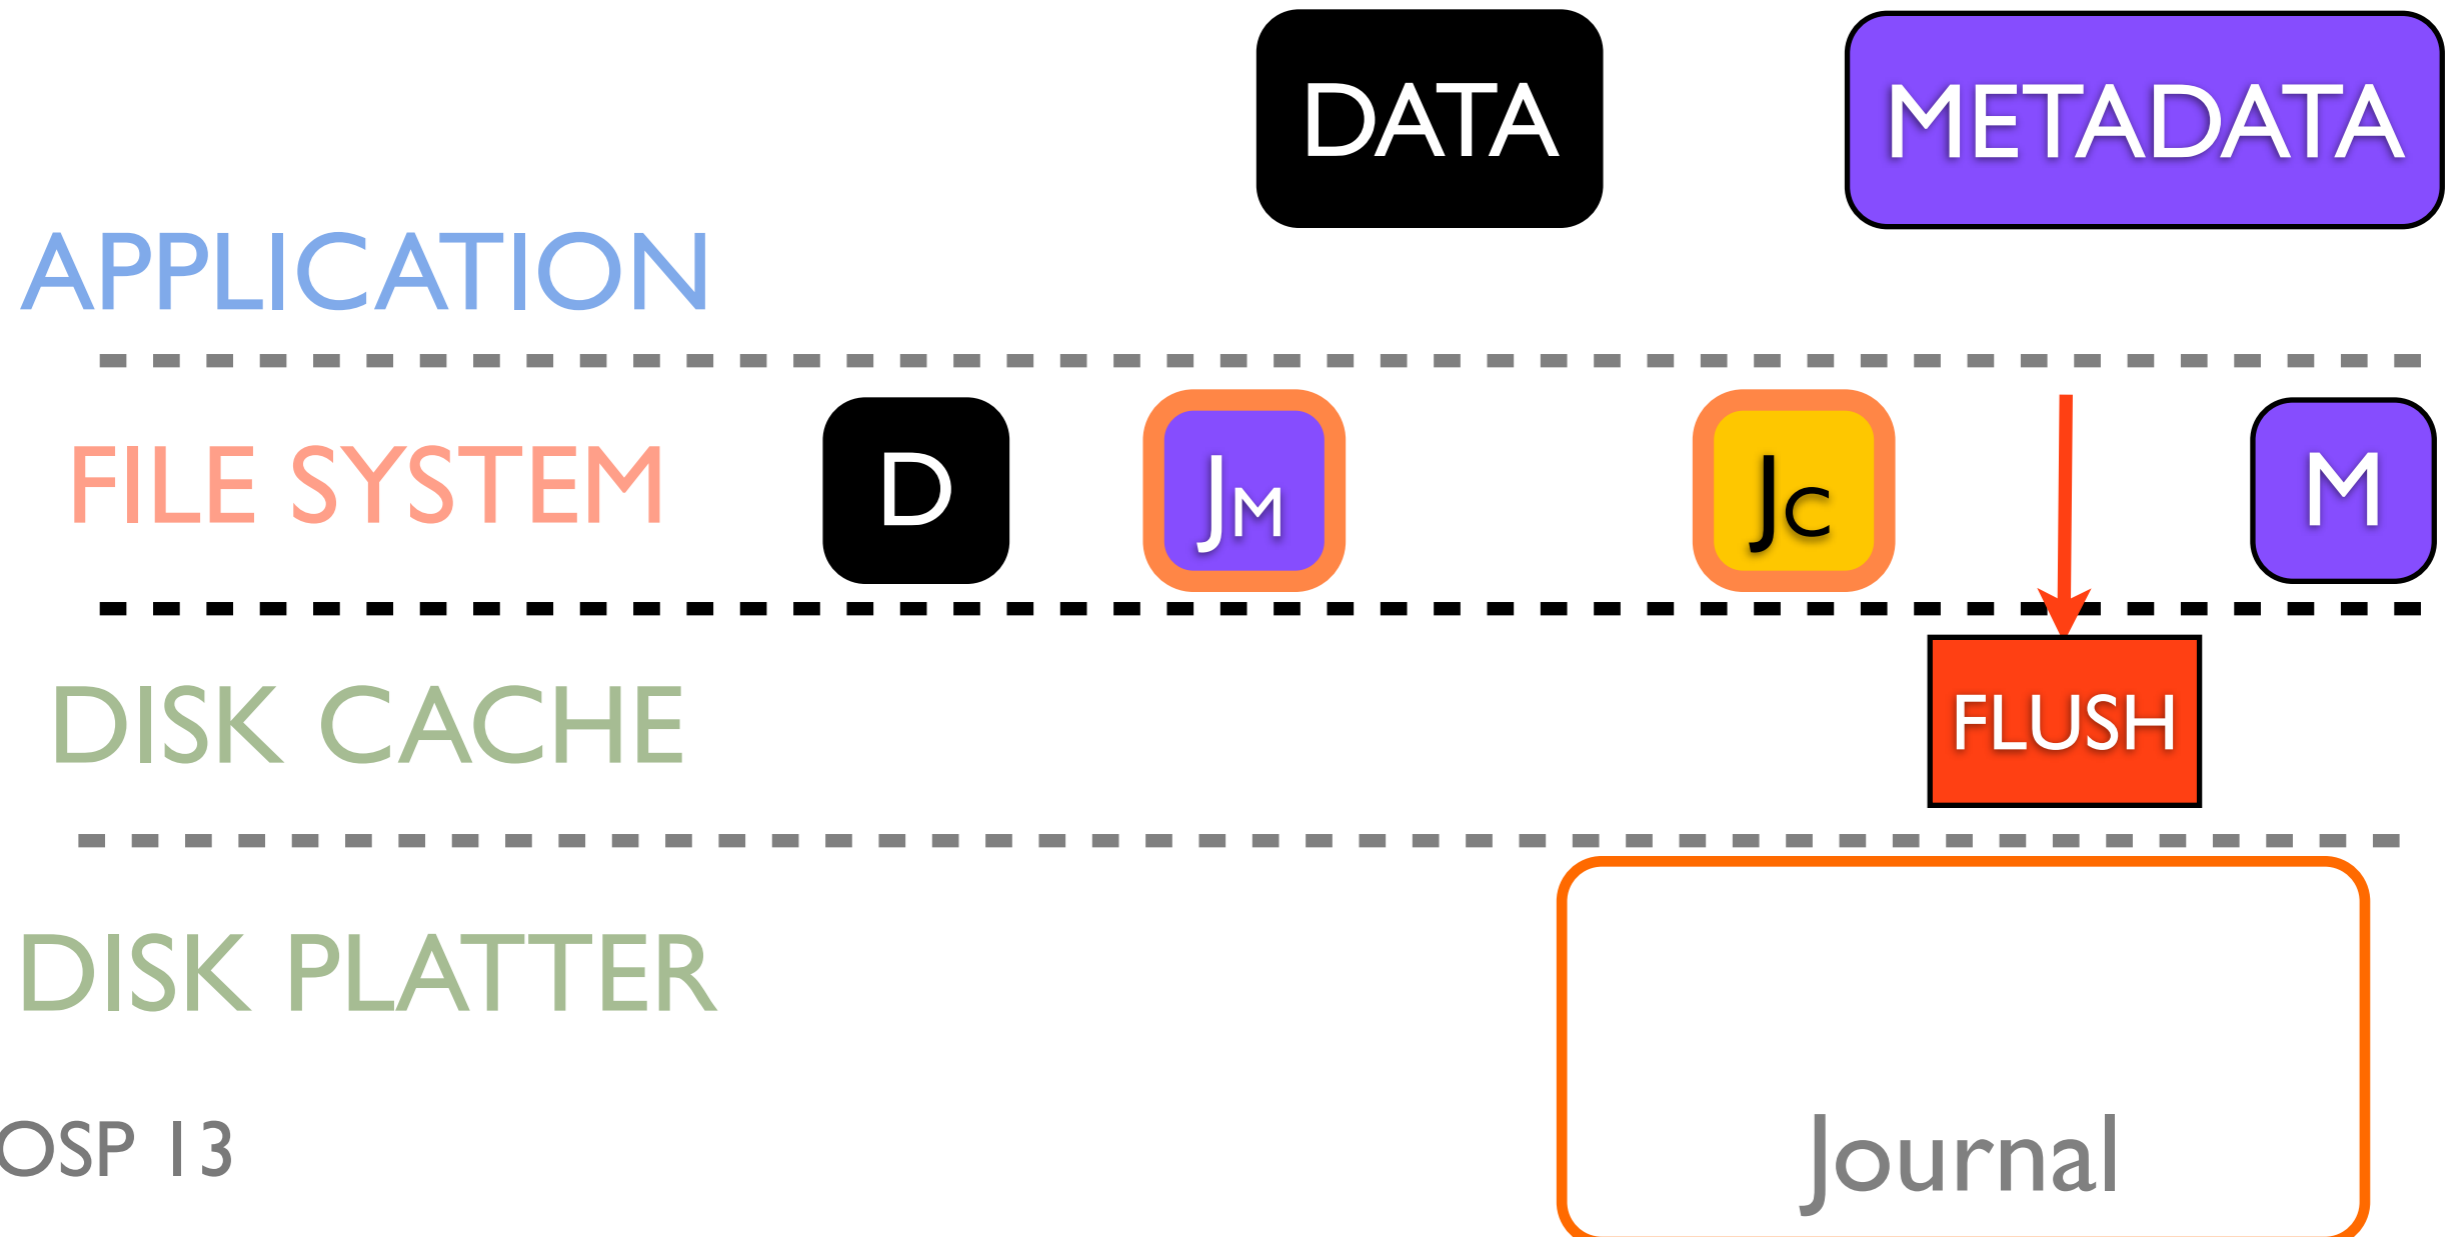 DATA METADATA
APPLICATION
FILE SYSTEM D JM JC M
DISK CACHE FLUSH
DISK PLATTER
OSP 13 Journal